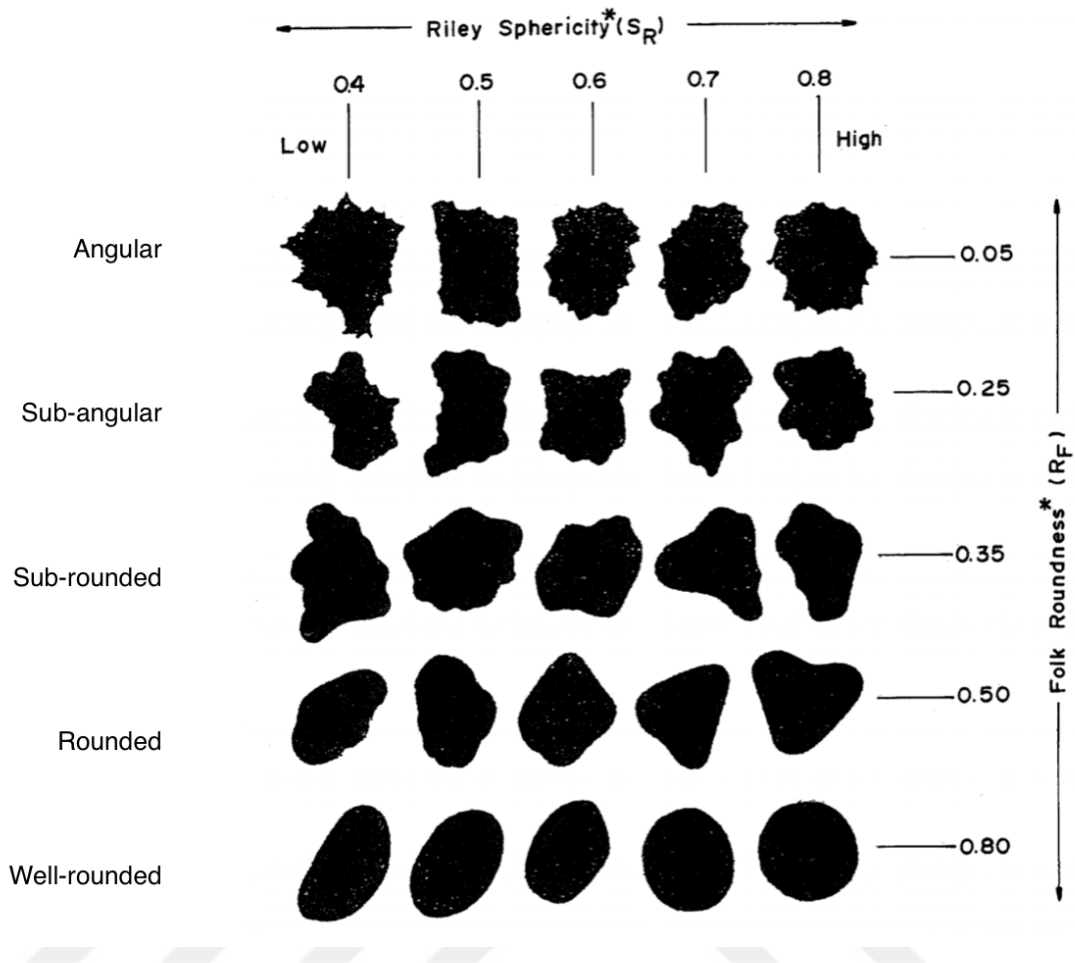 Riley Sphericity*(SR)
0.4 0.5 0.6 0.7 0.8
Low High
Angular 0.05
Sub-angular 0.25
Sub-rounded 0.35
Rounded 0.50
Well-rounded 0.80
Folk Roundness* (RF)